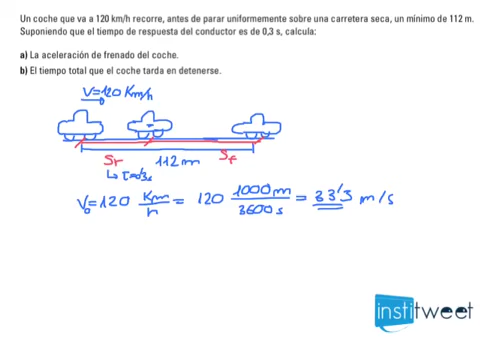 Un coche que va a 120 km/h recorre, antes de parar uniformemente sobre una carretera seca, un mínimo de 112 m.
Suponiendo que el tiempo de respuesta del conductor es de 0,3 s, calcula:
a) La aceleración de frenado del coche.
b) El tiempo total que el coche tarda en detenerse.
V=120 Km/h
Sr 112m Sf
↳ t=0'3s
V₀=120 Km/h = 120 1000m/3600s = 33'3 m/s
institweet